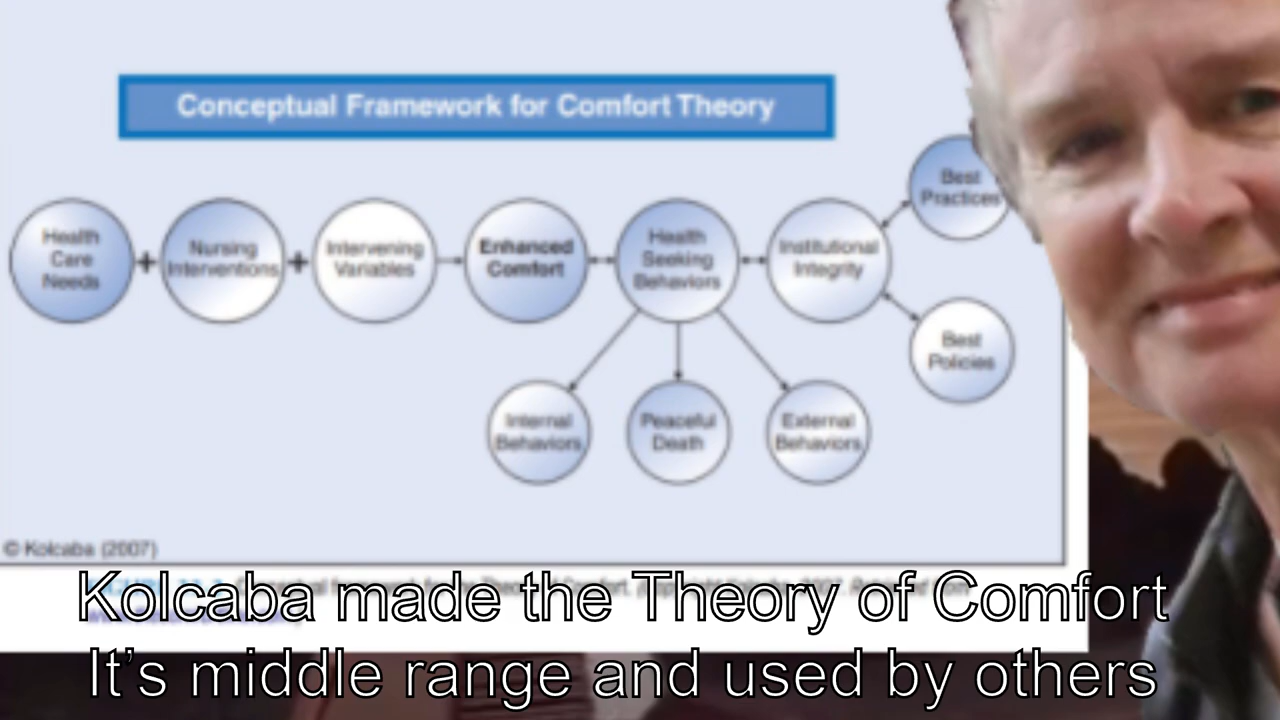 Conceptual Framework for Comfort Theory
Best
Practices
Health
Care
Needs
+
Nursing
Interventions
+
Intervening
Variables
Enhanced
Comfort
Health
Seeking
Behaviors
Institutional
Integrity
Best
Policies
Internal
Behaviors
Peaceful
Death
External
Behaviors
© Kolcaba (2007)
Kolcaba made the Theory of Comfort
It’s middle range and used by others